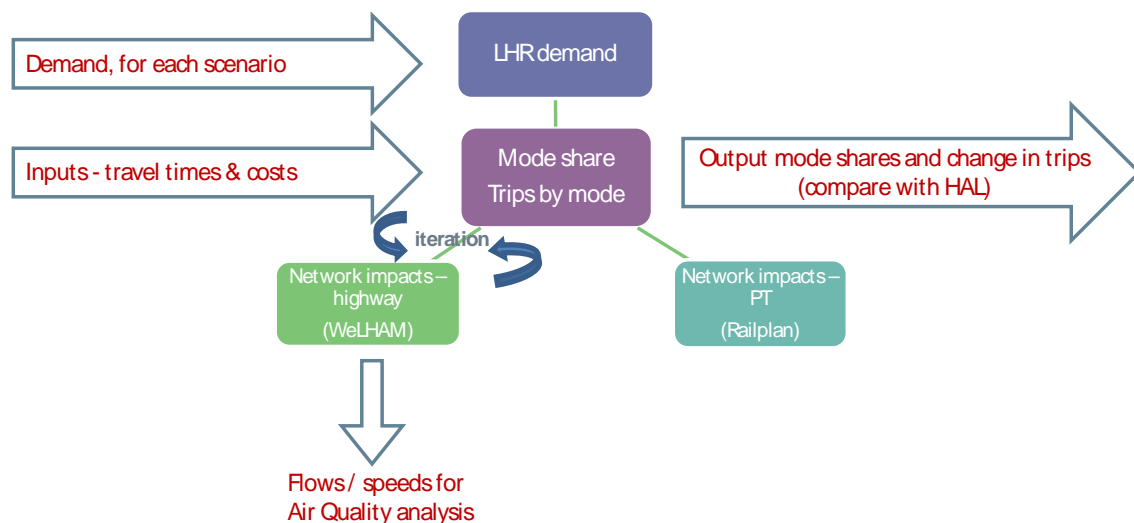 LHR demand
Demand, for each scenario
Mode share
Trips by mode
Inputs - travel times & costs
Output mode shares and change in trips
(compare with HAL)
iteration
Network impacts –
highway
(WeLHAM)
Network impacts –
PT
(Railplan)
Flows / speeds for
Air Quality analysis